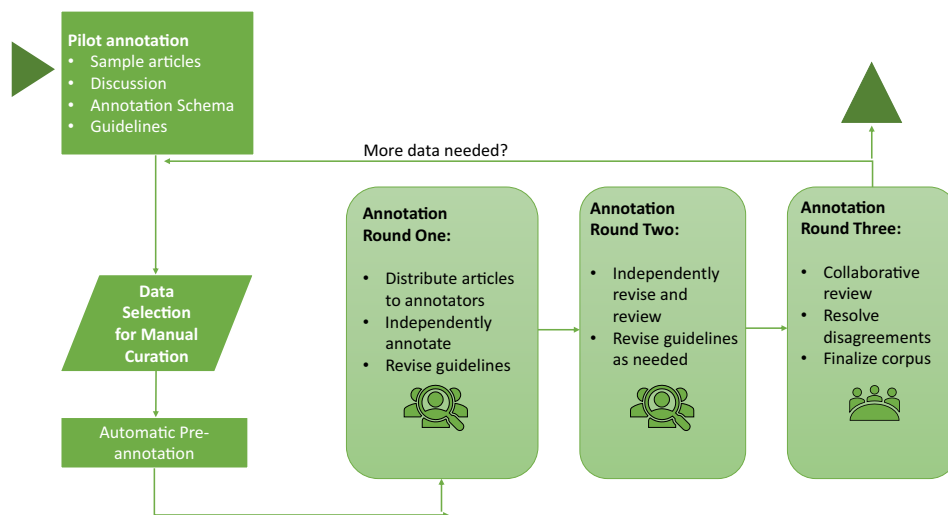 Pilot annotation
• Sample articles
• Discussion
• Annotation Schema
• Guidelines
More data needed?
Data
Selection
for Manual
Curation
Automatic Pre-
annotation
Annotation
Round One:
• Distribute articles
to annotators
• Independently
annotate
• Revise guidelines
Annotation
Round Two:
• Independently
revise and
review
• Revise guidelines
as needed
Annotation
Round Three:
• Collaborative
review
• Resolve
disagreements
• Finalize corpus